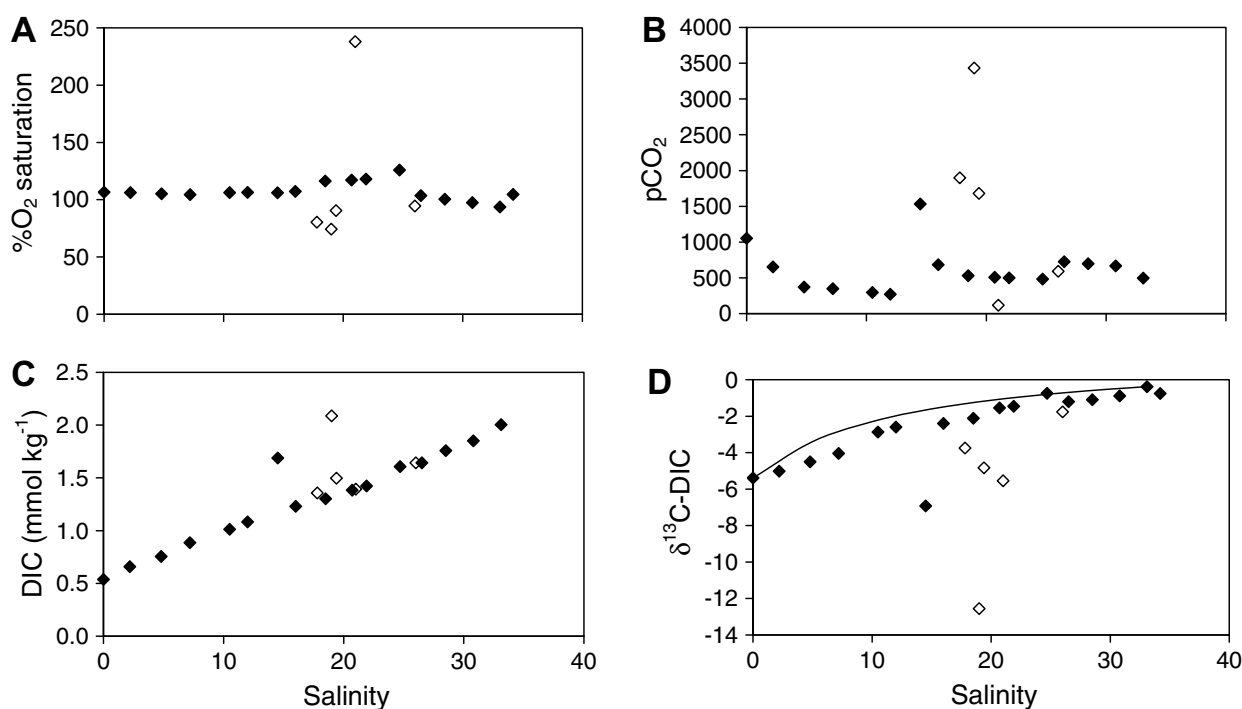 A
%O₂ saturation
250
200
150
100
50
0
B
pCO₂
4000
3500
3000
2500
2000
1500
1000
500
0
C
DIC (mmol kg⁻¹)
2.5
2.0
1.5
1.0
0.5
0.0
0 10 20 30 40
Salinity
D
δ¹³C-DIC
0
-2
-4
-6
-8
-10
-12
-14
0 10 20 30 40
Salinity